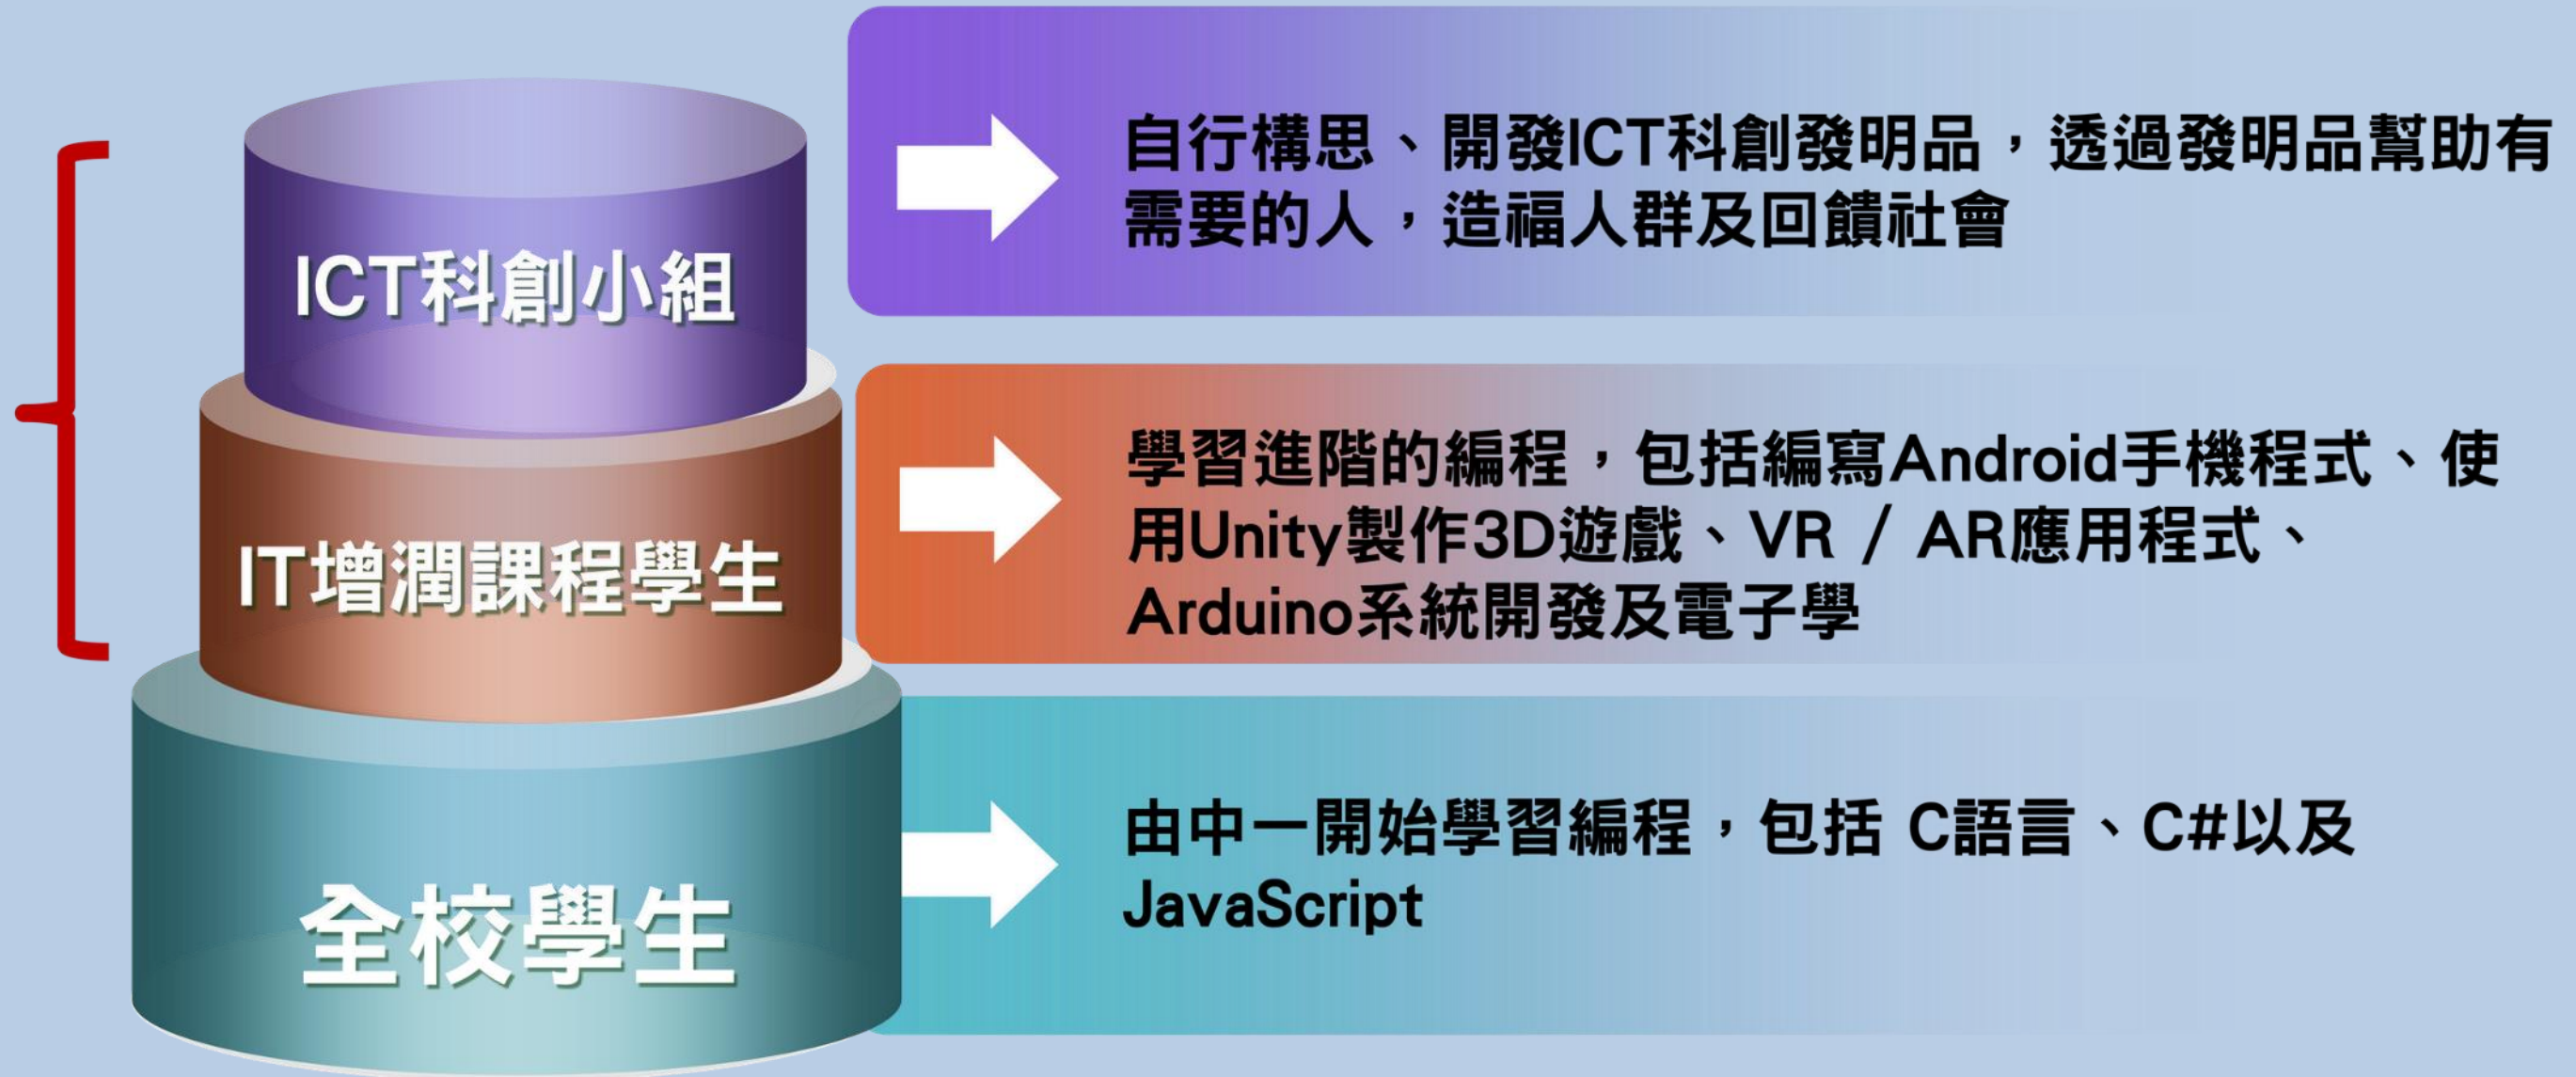 ICT科創小組
自行構思、開發ICT科創發明品，透過發明品幫助有
需要的人，造福人群及回饋社會
IT增潤課程學生
學習進階的編程，包括編寫Android手機程式、使
用Unity製作3D遊戲、VR / AR應用程式、
Arduino系統開發及電子學
全校學生
由中一開始學習編程，包括 C語言、C#以及
JavaScript